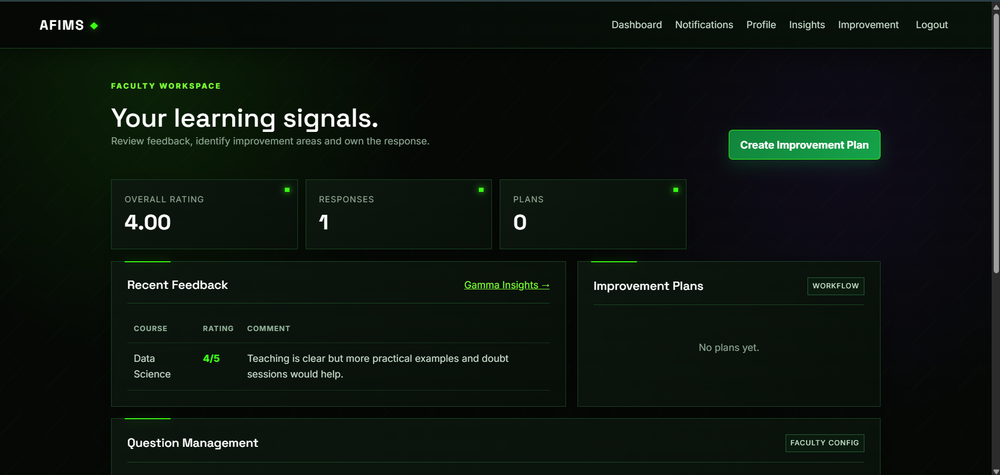 AFIMS
Dashboard Notifications Profile Insights Improvement Logout
FACULTY WORKSPACE
Your learning signals.
Review feedback, identify improvement areas and own the response.
Create Improvement Plan
OVERALL RATING
4.00
RESPONSES
1
PLANS
0
Recent Feedback
Gamma Insights →
COURSE RATING COMMENT
Data Science
4/5
Teaching is clear but more practical examples and doubt
sessions would help.
Improvement Plans
WORKFLOW
No plans yet.
Question Management
FACULTY CONFIG